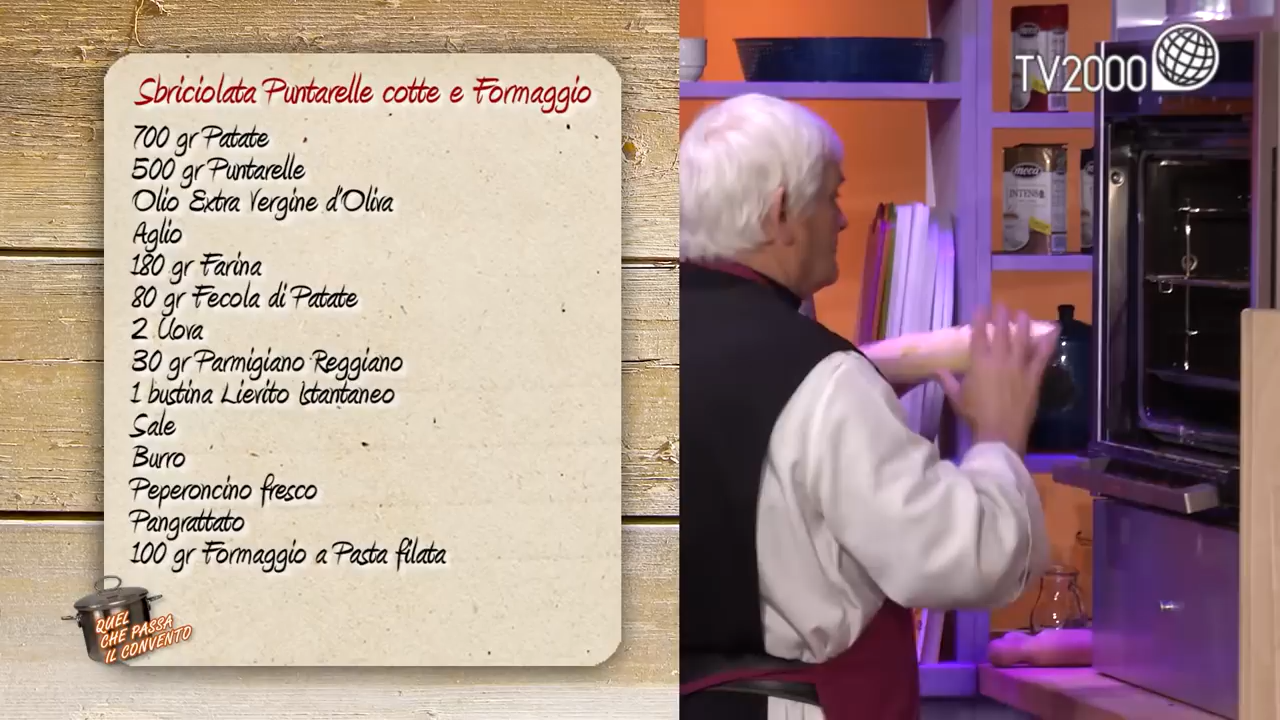 Sbriciolata Puntarelle cotte e Formaggio
700 gr Patate
500 gr Puntarelle
Olio Extra Vergine d'Oliva
Aglio
180 gr Farina
80 gr Fecola di Patate
2 Uova
30 gr Parmigiano Reggiano
1 bustina Lievito Istantaneo
Sale
Burro
Peperoncino fresco
Pangrattato
100 gr Formaggio a Pasta filata
QUEL
CHE PASSA
IL CONVENTO
TV2000
INTENSA